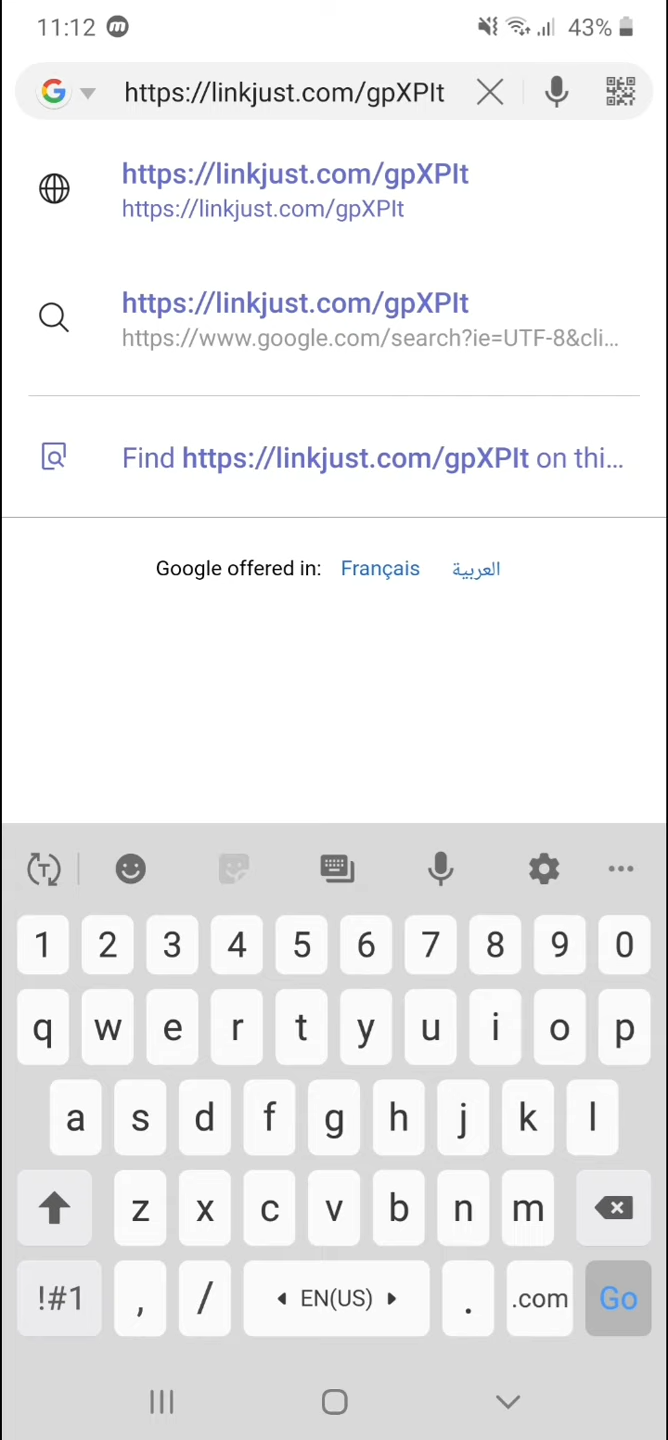 11:12 m 43%
https://linkjust.com/gpXPIt
https://linkjust.com/gpXPIt
https://linkjust.com/gpXPIt
https://linkjust.com/gpXPIt
https://www.google.com/search?ie=UTF-8&cli...
Find https://linkjust.com/gpXPIt on thi...
Google offered in: Français العربية
T
1 2 3 4 5 6 7 8 9 0
q w e r t y u i o p
a s d f g h j k l
z x c v b n m
!#1 , / EN(US) . .com Go